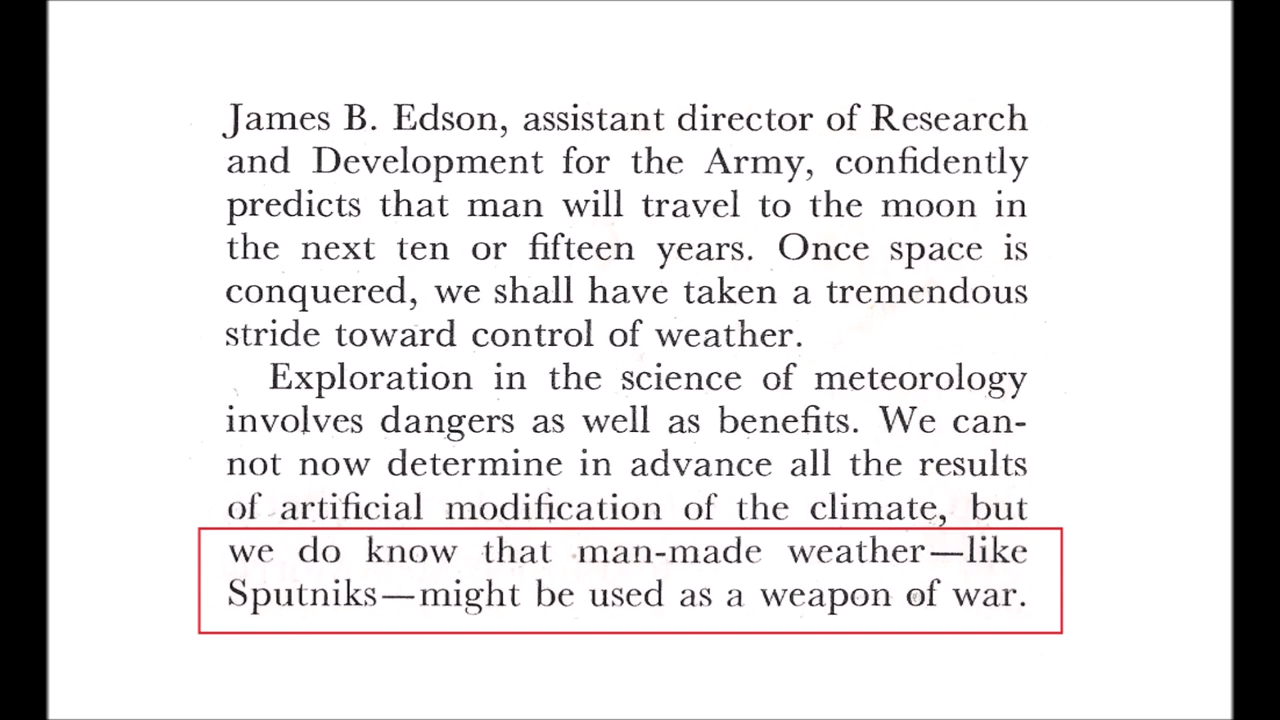 James B. Edson, assistant director of Research
and Development for the Army, confidently
predicts that man will travel to the moon in
the next ten or fifteen years. Once space is
conquered, we shall have taken a tremendous
stride toward control of weather.
Exploration in the science of meteorology
involves dangers as well as benefits. We can-
not now determine in advance all the results
of artificial modification of the climate, but
we do know that man-made weather—like
Sputniks—might be used as a weapon of war.